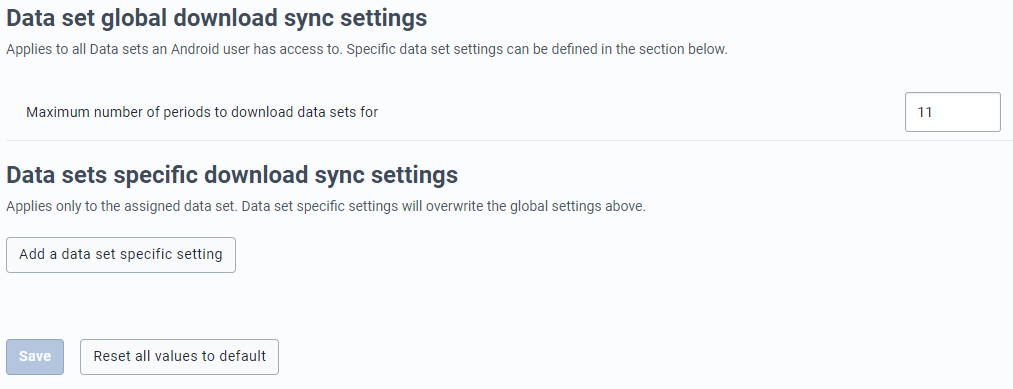 Data set global download sync settings
Applies to all Data sets an Android user has access to. Specific data set settings can be defined in the section below.
Maximum number of periods to download data sets for
11
Data sets specific download sync settings
Applies only to the assigned data set. Data set specific settings will overwrite the global settings above.
Add a data set specific setting
Save
Reset all values to default